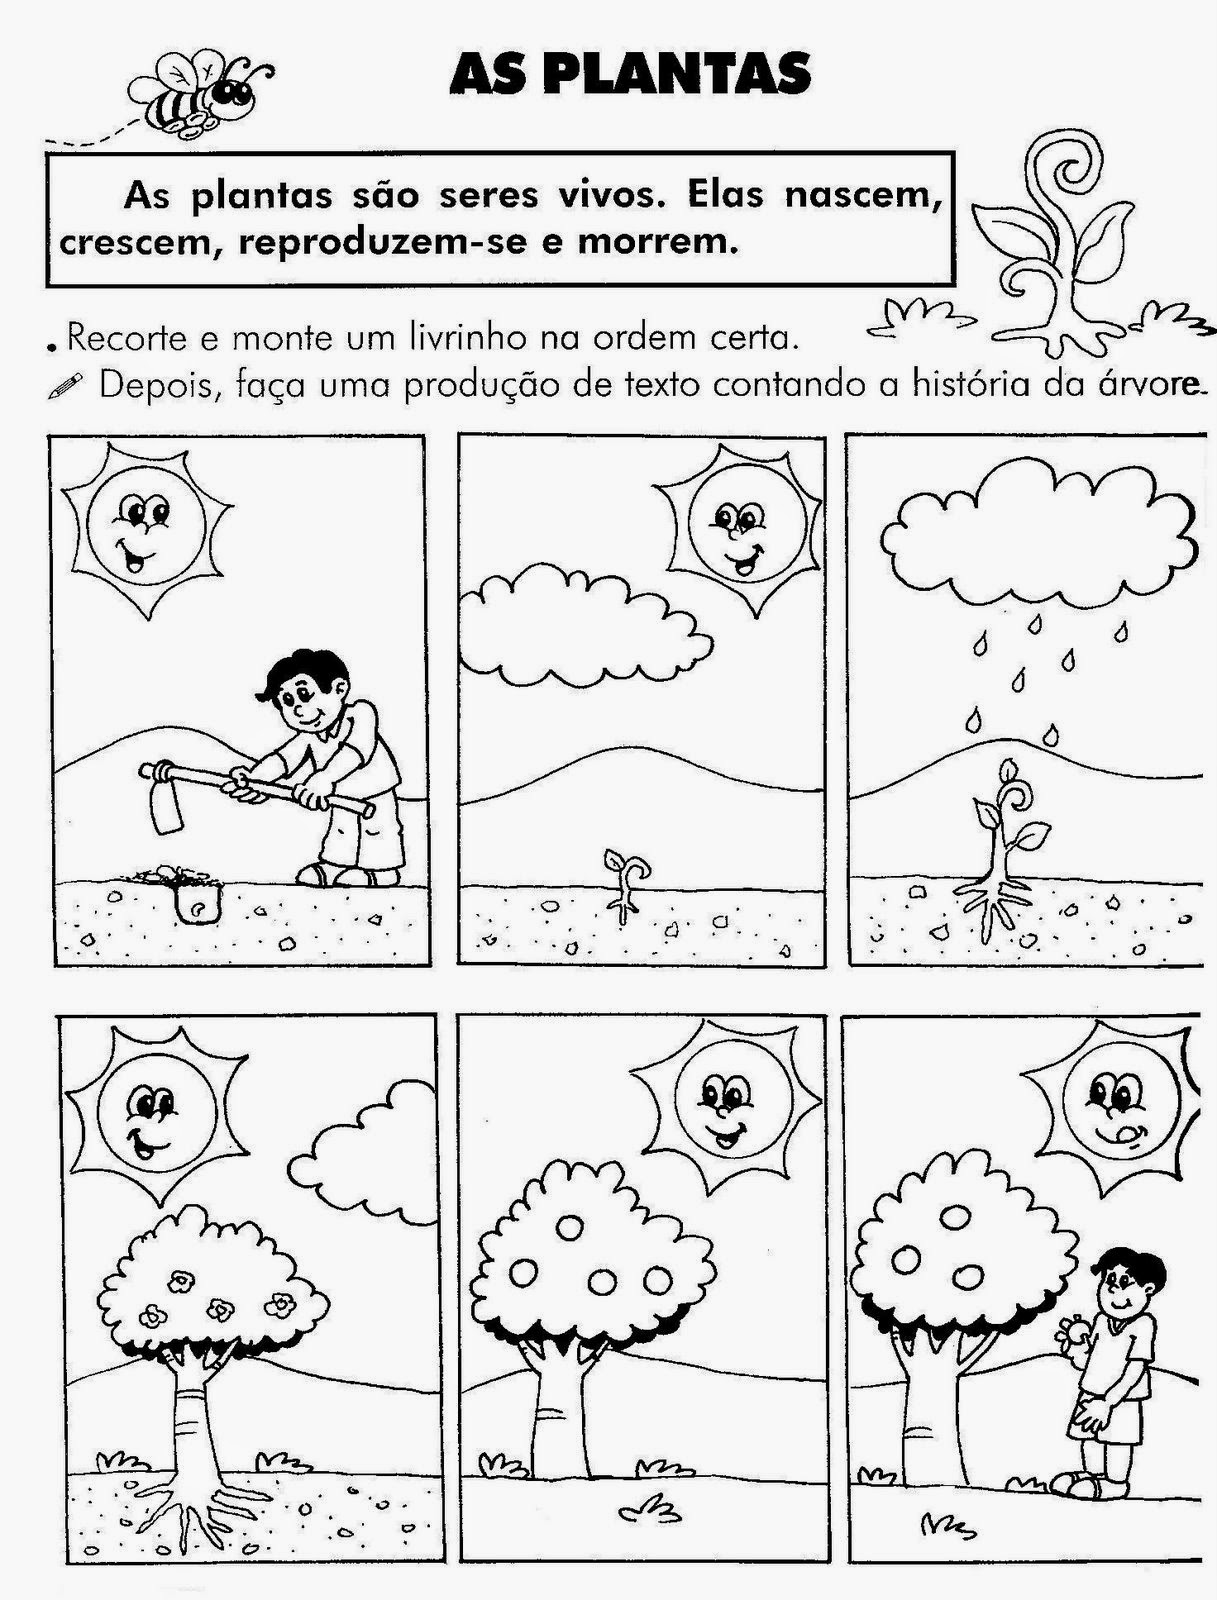 AS PLANTAS
As plantas são seres vivos. Elas nascem,
crescem, reproduzem-se e morrem.
. Recorte e monte um livrinho na ordem certa.
Depois, faça uma produção de texto contando a história da árvore.